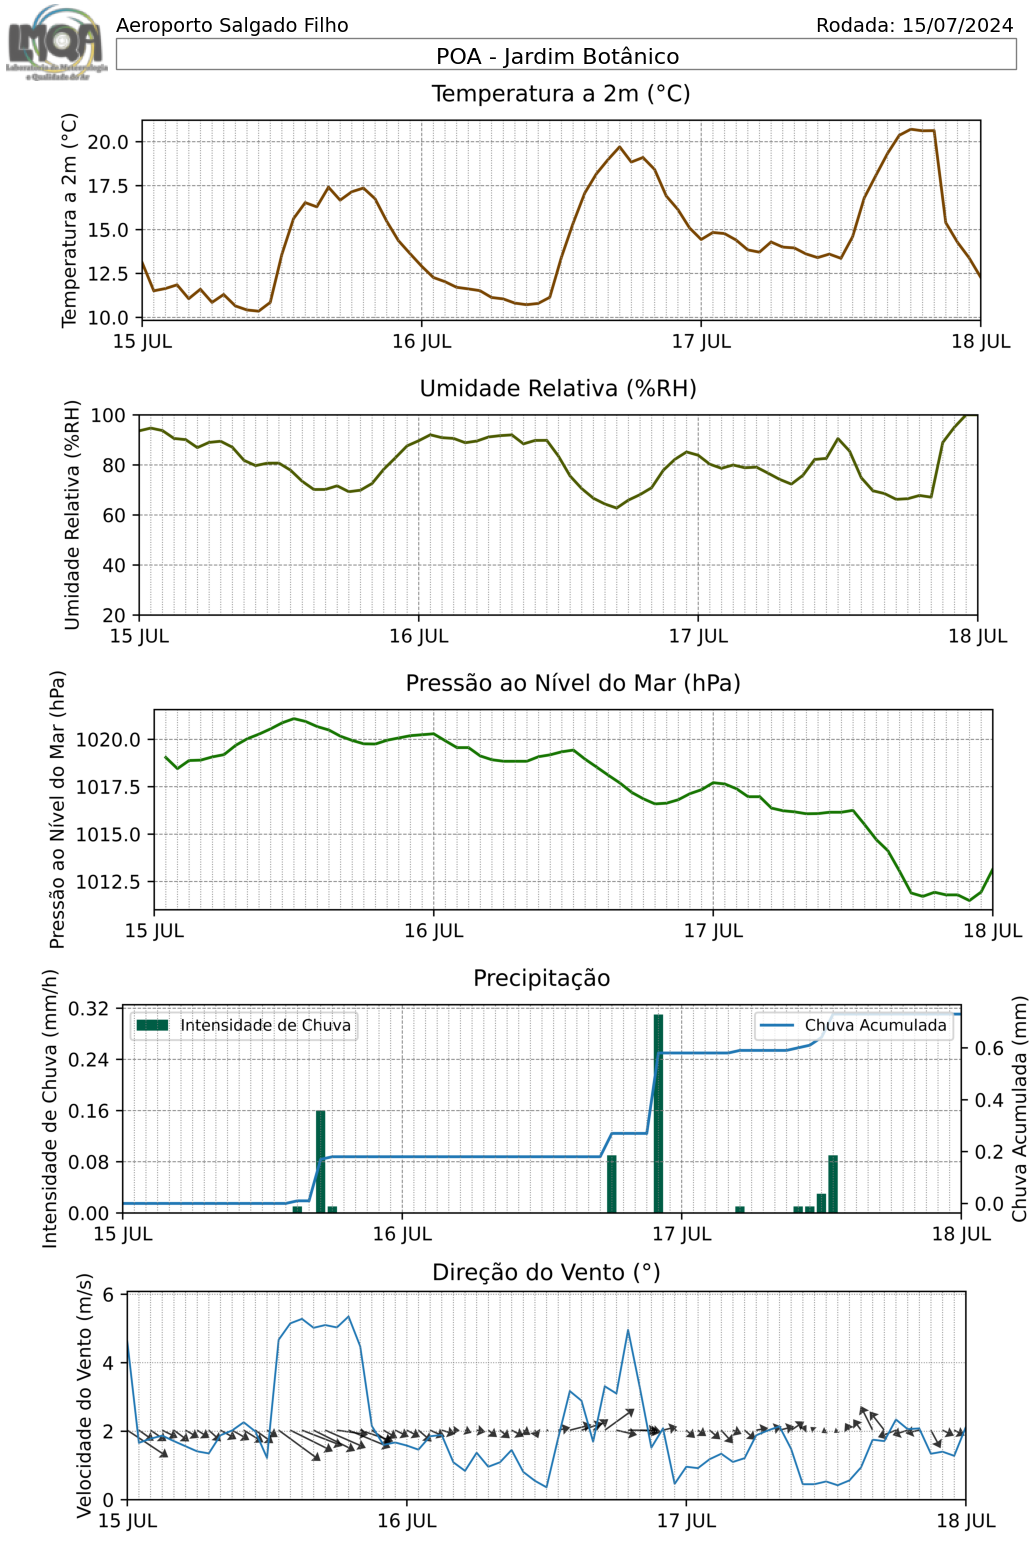 LMQA
Laboratório de Meteorologia
e Qualidade do Ar
Aeroporto Salgado Filho
Rodada: 15/07/2024
POA - Jardim Botânico
Temperatura a 2m (°C)
Temperatura a 2m (°C)
20.0
17.5
15.0
12.5
10.0
15 JUL
16 JUL
17 JUL
18 JUL
Umidade Relativa (%RH)
Umidade Relativa (%RH)
100
80
60
40
20
15 JUL
16 JUL
17 JUL
18 JUL
Pressão ao Nível do Mar (hPa)
Pressão ao Nível do Mar (hPa)
1020.0
1017.5
1015.0
1012.5
15 JUL
16 JUL
17 JUL
18 JUL
Precipitação
Intensidade de Chuva (mm/h)
0.32
0.24
0.16
0.08
0.00
Intensidade de Chuva
Chuva Acumulada
0.6
0.4
0.2
0.0
Chuva Acumulada (mm)
15 JUL
16 JUL
17 JUL
18 JUL
Direção do Vento (°)
Velocidade do Vento (m/s)
6
4
2
0
15 JUL
16 JUL
17 JUL
18 JUL